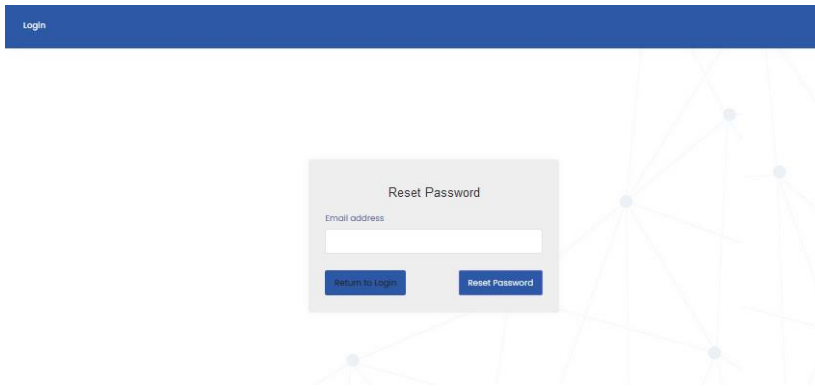 Login
Reset Password
Email address
Return to Login
Reset Password